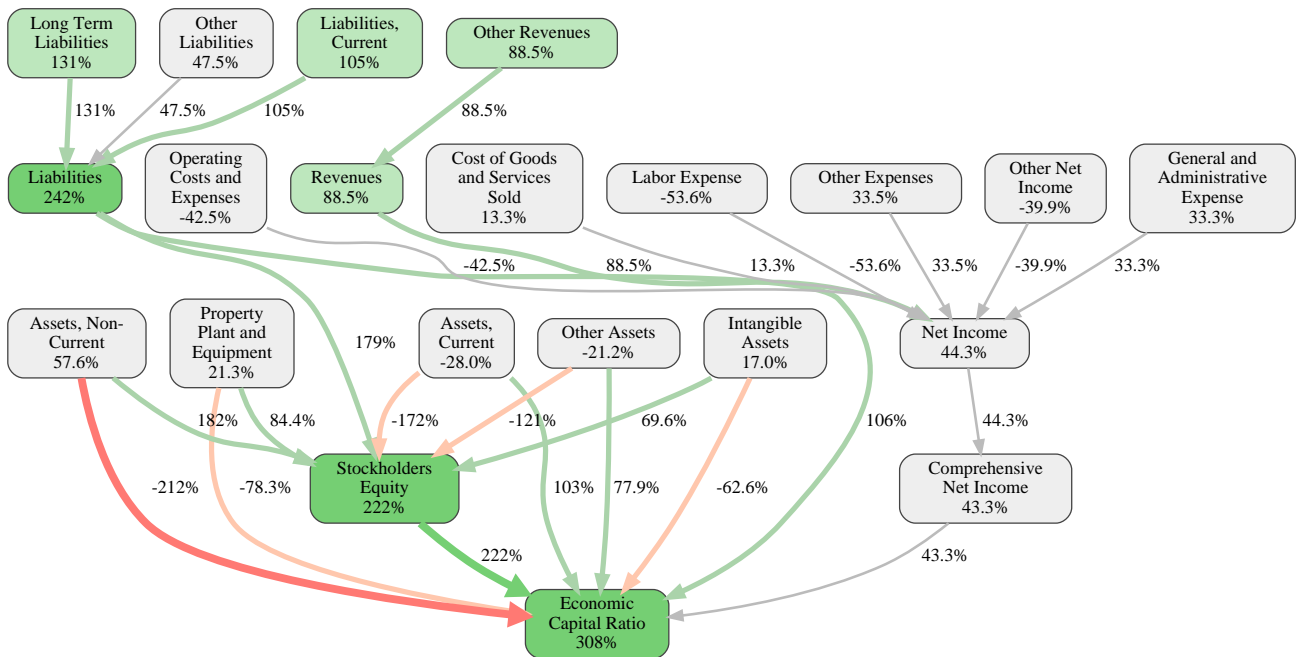 Long Term
Liabilities
131%
Other
Liabilities
47.5%
Liabilities,
Current
105%
Other Revenues
88.5%
131%
47.5%
105%
88.5%
Liabilities
242%
Operating
Costs and
Expenses
-42.5%
Revenues
88.5%
Cost of Goods
and Services
Sold
13.3%
Labor Expense
-53.6%
Other Expenses
33.5%
Other Net
Income
-39.9%
General and
Administrative
Expense
33.3%
-42.5%
88.5%
13.3%
-53.6%
33.5%
-39.9%
33.3%
Assets, Non-
Current
57.6%
Property
Plant and
Equipment
21.3%
179%
Assets,
Current
-28.0%
Other Assets
-21.2%
Intangible
Assets
17.0%
Net Income
44.3%
182%
84.4%
-172%
-121%
69.6%
106%
44.3%
-212%
-78.3%
Stockholders
Equity
222%
103%
77.9%
-62.6%
Comprehensive
Net Income
43.3%
222%
43.3%
Economic
Capital Ratio
308%